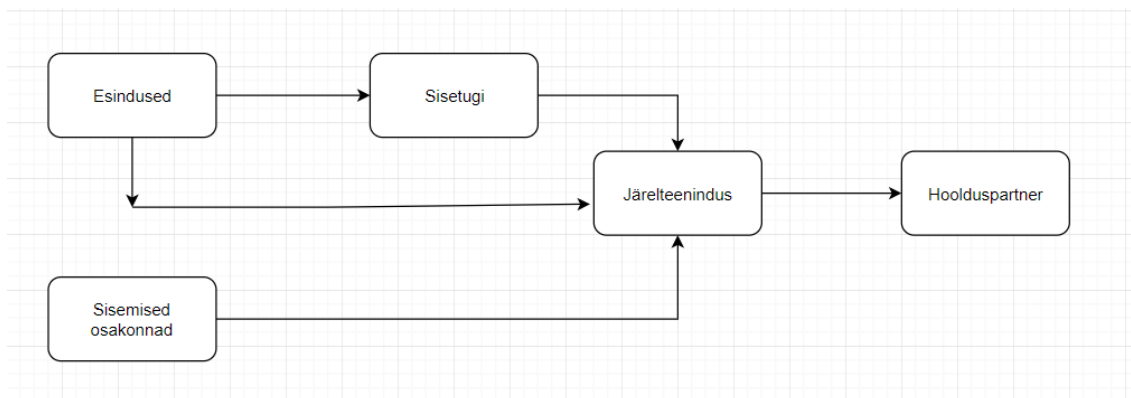 Esindused
Sisetugi
Järelteenindus
Hoolduspartner
Sisemised
osakonnad